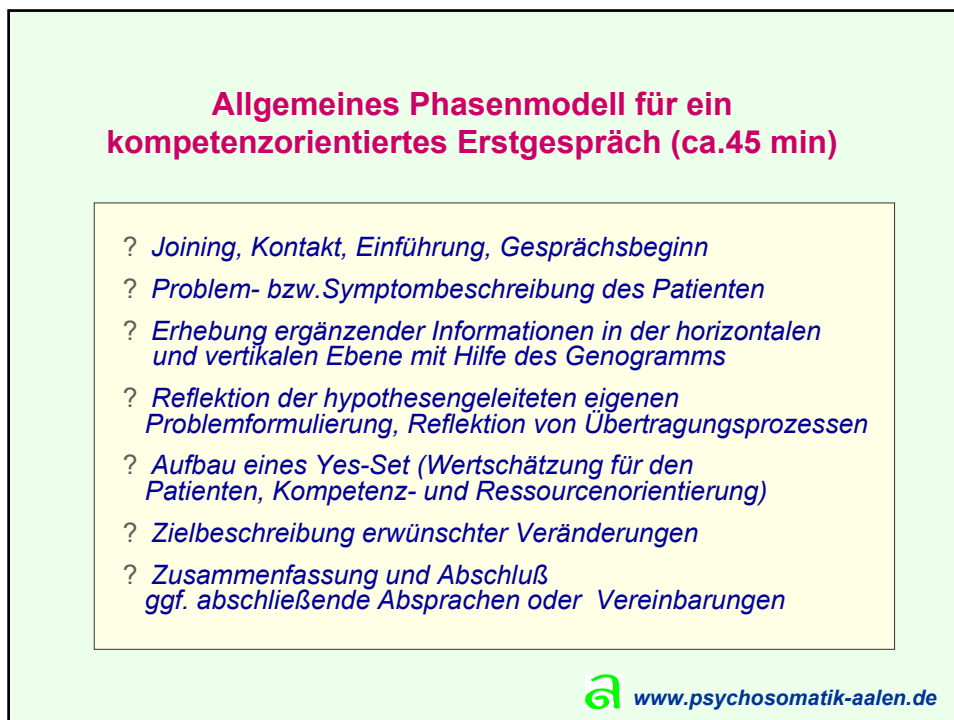 Allgemeines Phasenmodell für ein
kompetenzorientiertes Erstgespräch (ca.45 min)
? Joining, Kontakt, Einführung, Gesprächsbeginn
? Problem- bzw.Symptombeschreibung des Patienten
? Erhebung ergänzender Informationen in der horizontalen
und vertikalen Ebene mit Hilfe des Genogramms
? Reflektion der hypothesengeleiteten eigenen
Problemformulierung, Reflektion von Übertragungsprozessen
? Aufbau eines Yes-Set (Wertschätzung für den
Patienten, Kompetenz- und Ressourcenorientierung)
? Zielbeschreibung erwünschter Veränderungen
? Zusammenfassung und Abschluß
ggf. abschließende Absprachen oder Vereinbarungen
a www.psychosomatik-aalen.de